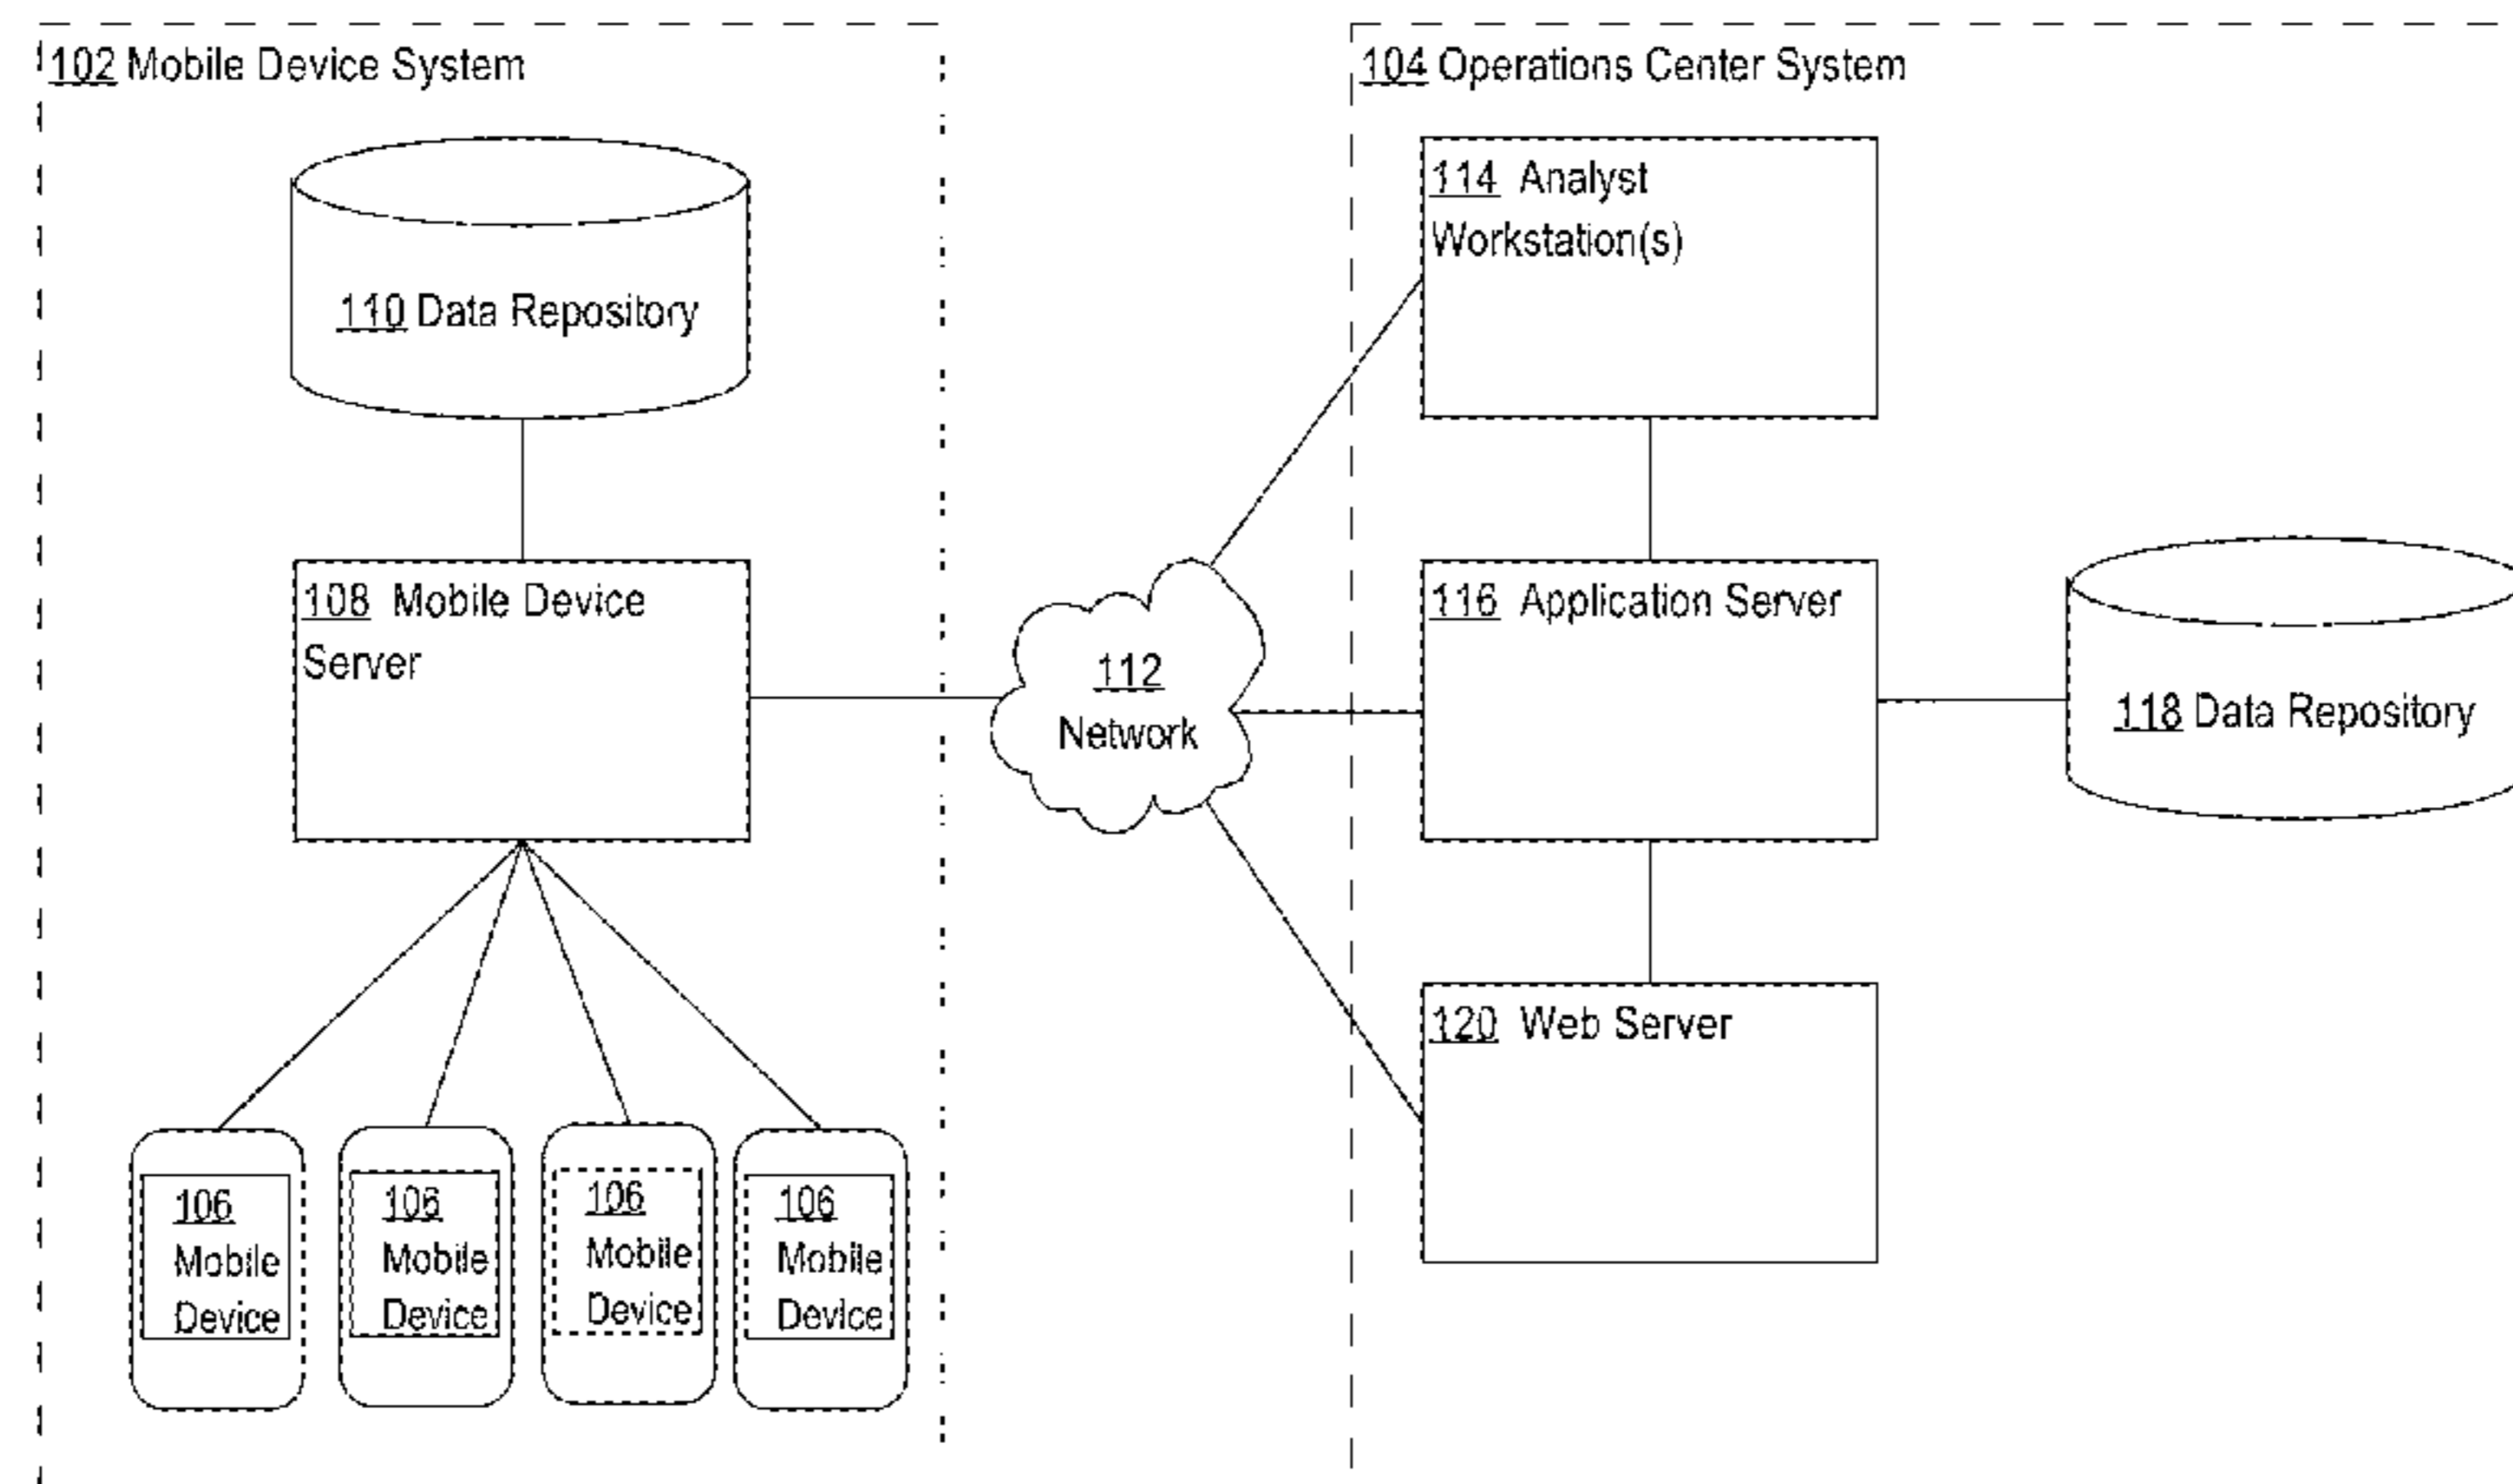 102 Mobile Device System
110 Data Repository
108 Mobile Device
Server
106
Mobile
Device
106
Mobile
Device
106
Mobile
Device
106
Mobile
Device
112
Network
104 Operations Center System
114 Analyst
Workstation(s)
116 Application Server
118 Data Repository
120 Web Server